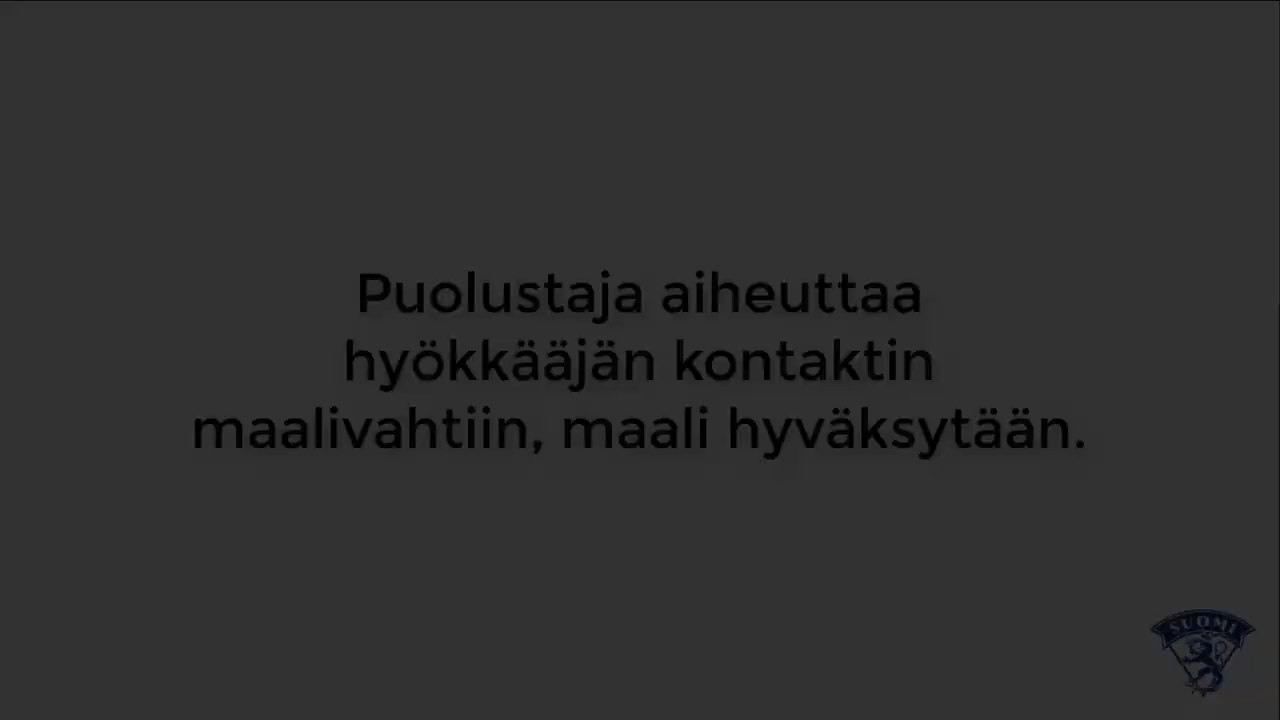 Puolustaja aiheuttaa
hyökkääjän kontaktin
maalivahtiin, maali hyväksytään.
SUOMI